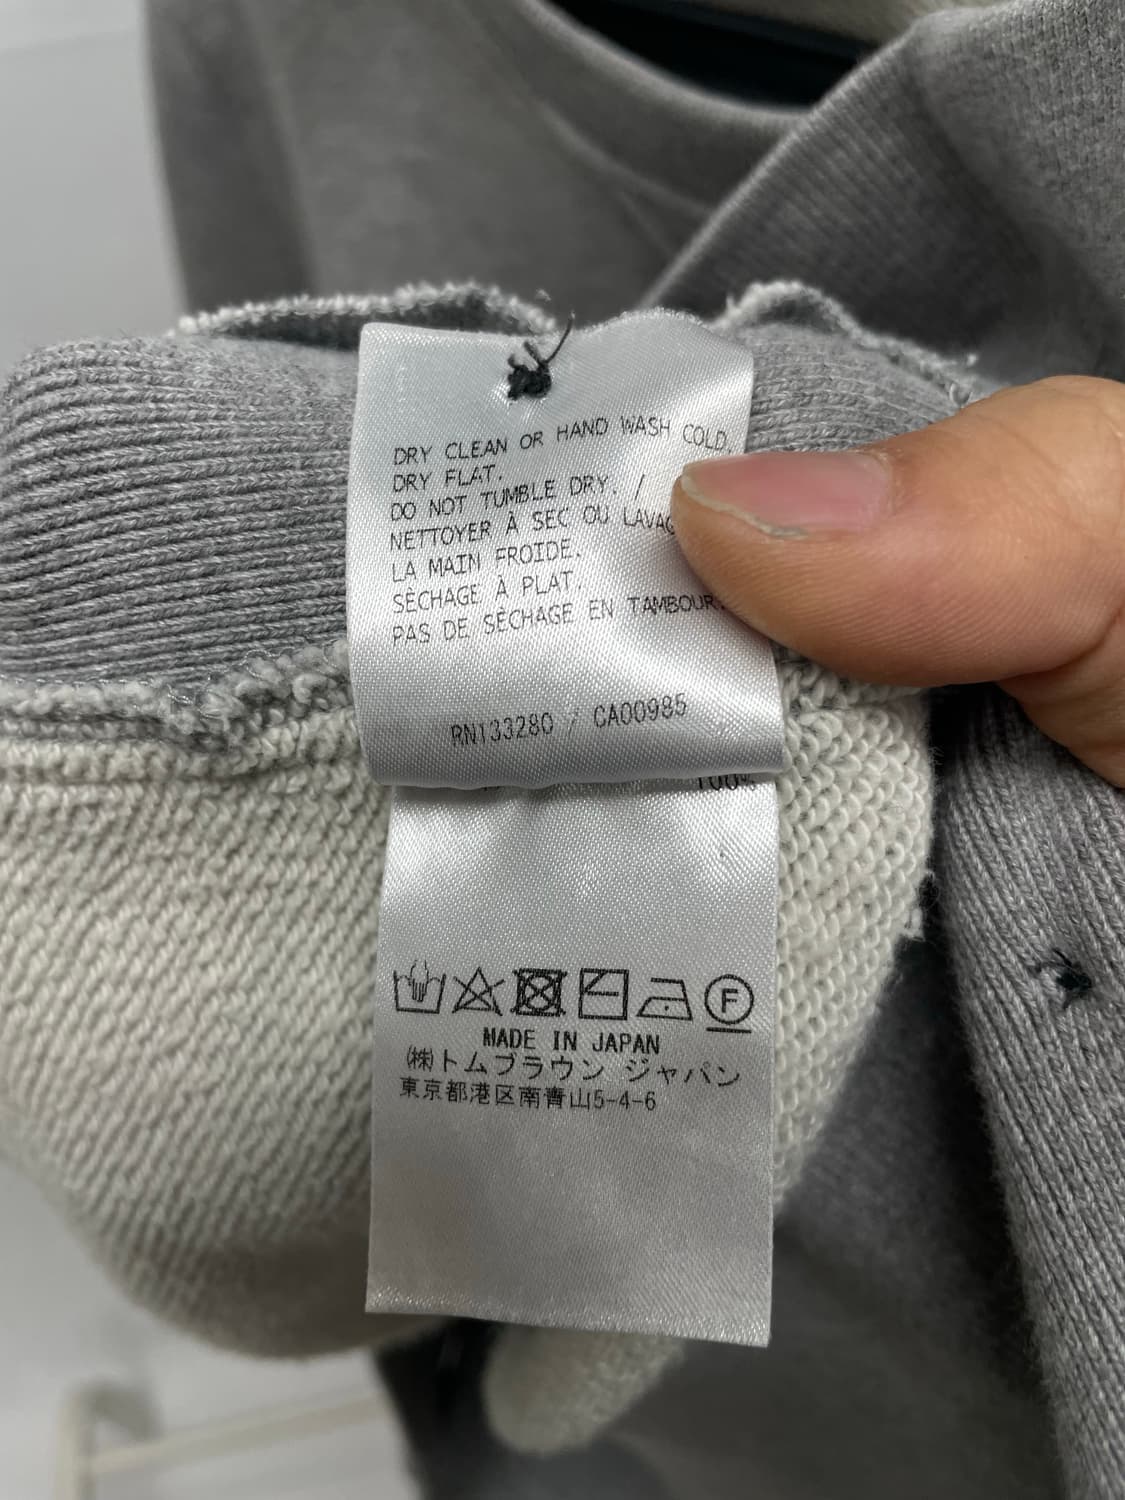 DRY CLEAN OR HAND WASH COLD.
DRY FLAT.
DO NOT TUMBLE DRY. /
NETTOYER À SEC OU
LA MAIN FROIDE.
SÉCHAGE À PLAT.
PAS DE SÉCHAGE EN TAMBOUR.
RN133280 / CA00985
100%
F
MADE IN JAPAN
(株)トムブラウン ジャパン
東京都港区南青山5-4-6